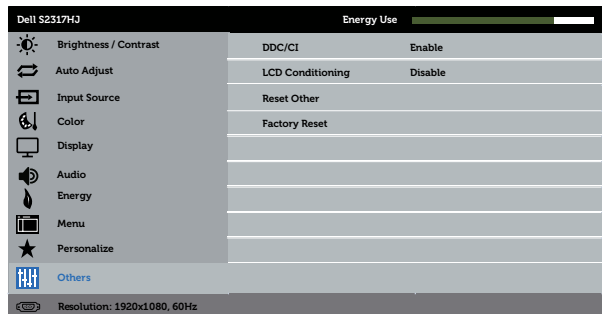 Dell S2317HJ Energy Use
Brightness / Contrast DDC/CI Enable
Auto Adjust LCD Conditioning Disable
Input Source Reset Other
Color Factory Reset
Display
Audio
Energy
Menu
Personalize
Others
Resolution: 1920x1080, 60Hz